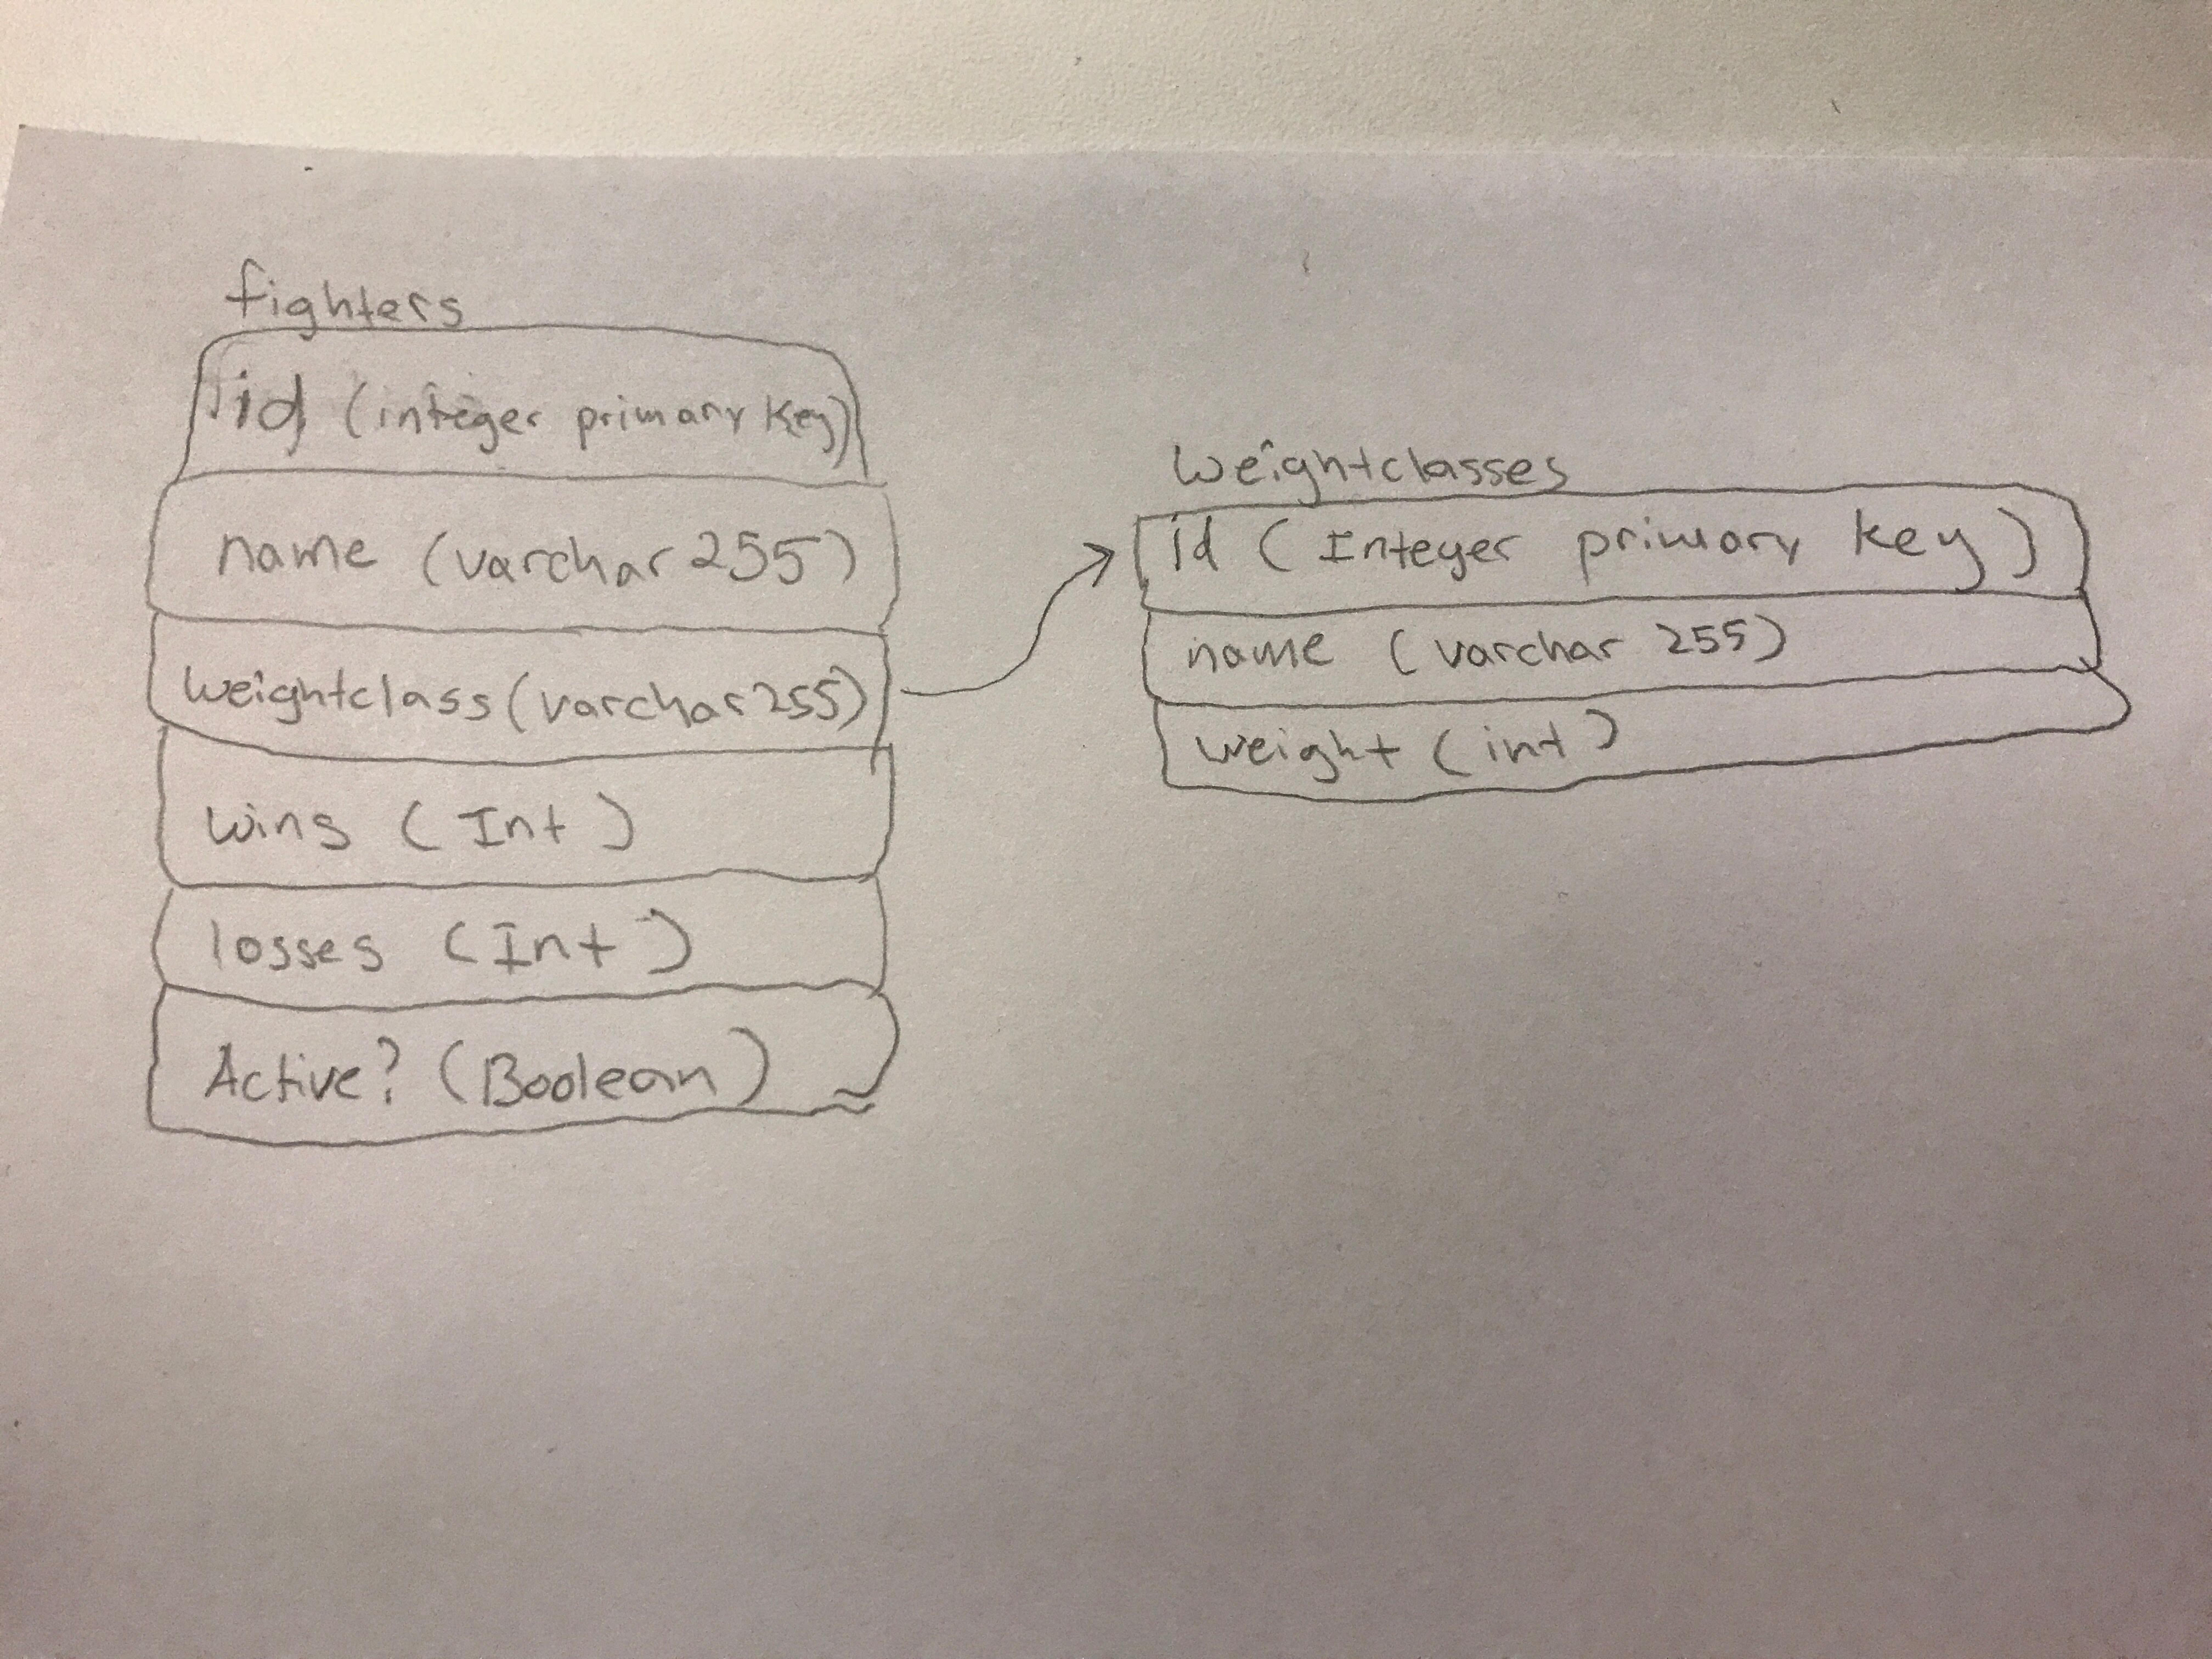 fighters
id (integer primary key)
name (varchar 255)
weightclass (varchar 255)
wins (Int)
losses (Int)
Active? (Boolean)
weightclasses
id (Integer primary key)
name (varchar 255)
weight (int)